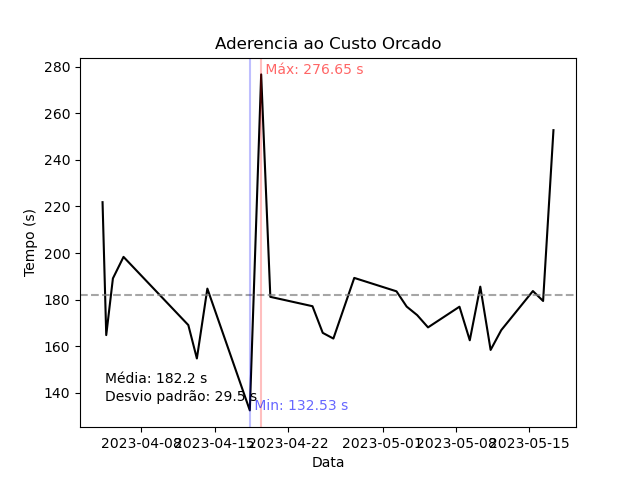 Aderencia ao Custo Orcado
280
260
240
220
200
180
160
140
Tempo (s)
Máx: 276.65 s
Média: 182.2 s
Desvio padrão: 29.5 s
Min: 132.53 s
2023-04-08
2023-04-15
2023-04-22
2023-05-01
2023-05-08
2023-05-15
Data